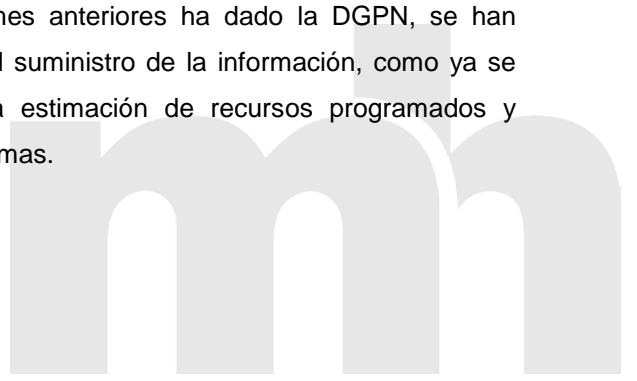 nes anteriores ha dado la DGPN, se han
l suministro de la información, como ya se
a estimación de recursos programados y
mas.
mh